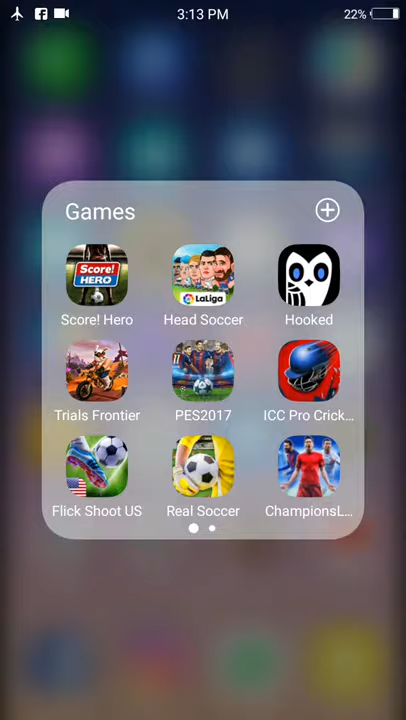 3:13 PM
22%
Games
Score!
HERO
LaLiga
Score! Hero
Head Soccer
Hooked
Trials Frontier
PES2017
ICC Pro Crick...
Flick Shoot US
Real Soccer
ChampionsL...